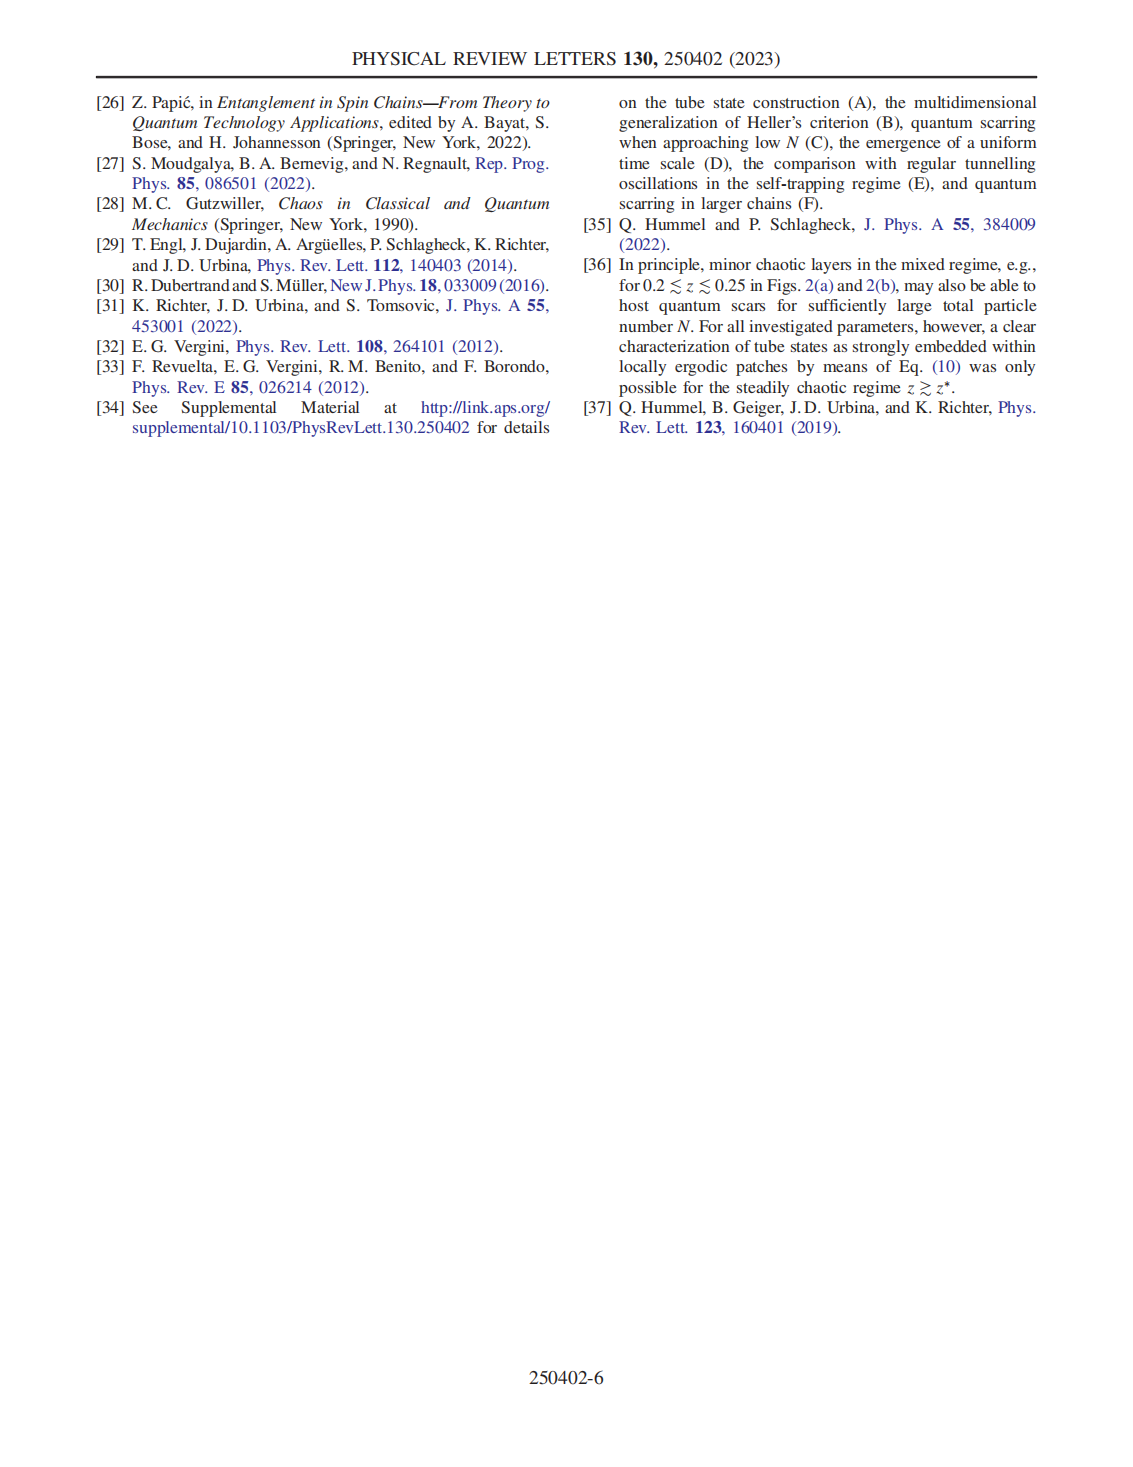 PHYSICAL REVIEW LETTERS 130, 250402 (2023)
[26] Z. Papić, in Entanglement in Spin Chains—From Theory to
Quantum Technology Applications, edited by A. Bayat, S.
Bose, and H. Johannesson (Springer, New York, 2022).
[27] S. Moudgalya, B. A. Bernevig, and N. Regnault, Rep. Prog.
Phys. 85, 086501 (2022).
[28] M. C. Gutzwiller, Chaos in Classical and Quantum
Mechanics (Springer, New York, 1990).
[29] T. Engl, J. Dujardin, A. Argüelles, P. Schlagheck, K. Richter,
and J. D. Urbina, Phys. Rev. Lett. 112, 140403 (2014).
[30] R. Dubertrand and S. Müller, New J. Phys. 18, 033009 (2016).
[31] K. Richter, J. D. Urbina, and S. Tomsovic, J. Phys. A 55,
453001 (2022).
[32] E. G. Vergini, Phys. Rev. Lett. 108, 264101 (2012).
[33] F. Revuelta, E. G. Vergini, R. M. Benito, and F. Borondo,
Phys. Rev. E 85, 026214 (2012).
[34] See Supplemental Material at http://link.aps.org/
supplemental/10.1103/PhysRevLett.130.250402 for details
on the tube state construction (A), the multidimensional
generalization of Heller's criterion (B), quantum scarring
when approaching low N (C), the emergence of a uniform
time scale (D), the comparison with regular tunnelling
oscillations in the self-trapping regime (E), and quantum
scarring in larger chains (F).
[35] Q. Hummel and P. Schlagheck, J. Phys. A 55, 384009
(2022).
[36] In principle, minor chaotic layers in the mixed regime, e.g.,
for 0.2 ≲ z ≲ 0.25 in Figs. 2(a) and 2(b), may also be able to
host quantum scars for sufficiently large total particle
number N. For all investigated parameters, however, a clear
characterization of tube states as strongly embedded within
locally ergodic patches by means of Eq. (10) was only
possible for the steadily chaotic regime z ≳ z*.
[37] Q. Hummel, B. Geiger, J. D. Urbina, and K. Richter, Phys.
Rev. Lett. 123, 160401 (2019).
250402-6